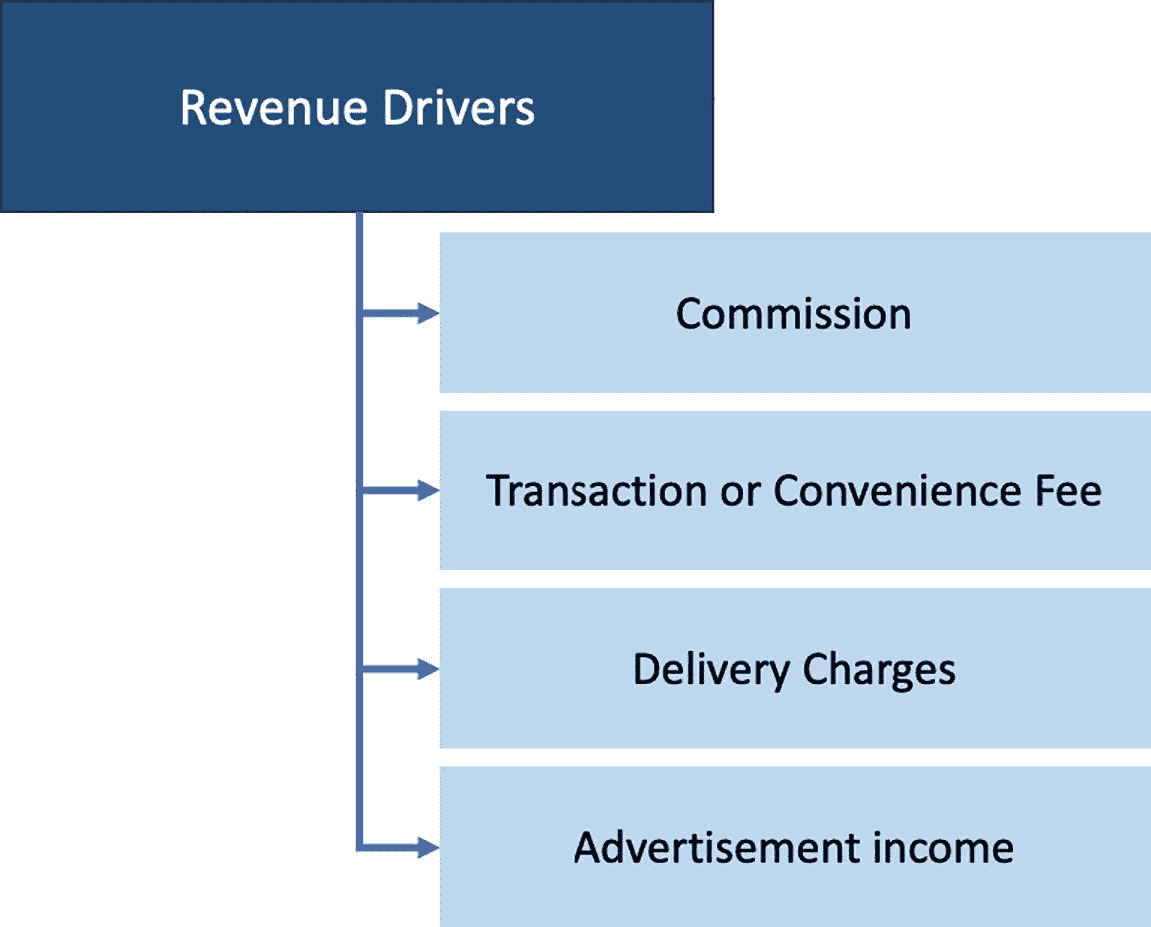 Revenue Drivers
Commission
Transaction or Convenience Fee
Delivery Charges
Advertisement income